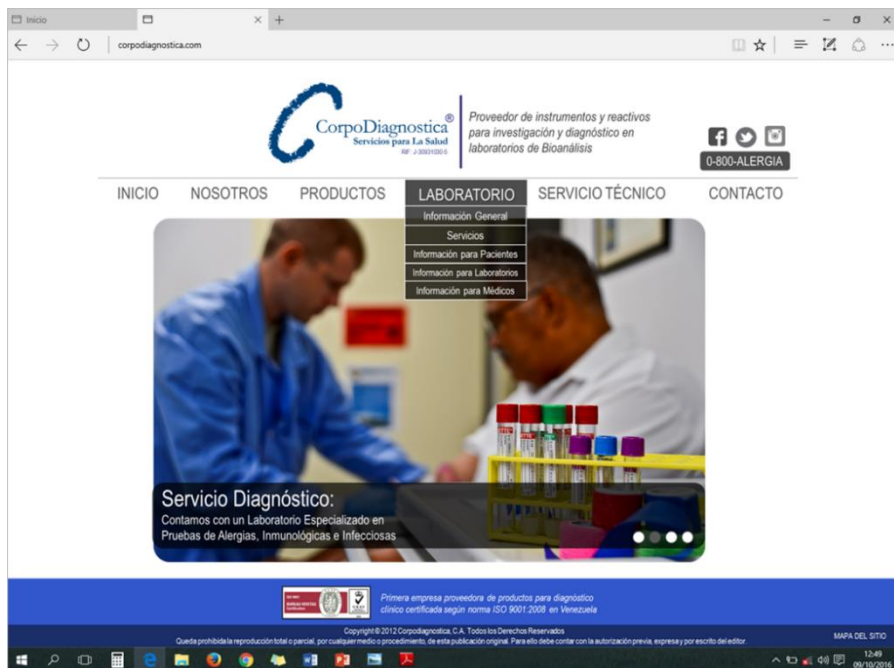 Inicio
corpodiagnostica.com
CorpoDiagnostica®
Servicios para La Salud
Proveedor de instrumentos y reactivos
para investigación y diagnóstico en
laboratorios de Bioanálisis
0-800-ALERGIA
INICIO NOSOTROS PRODUCTOS LABORATORIO SERVICIO TÉCNICO CONTACTO
Información General
Servicios
Información para Pacientes
Información para Laboratorios
Información para Médicos
Servicio Diagnóstico:
Contamos con un Laboratorio Especializado en
Pruebas de Alergias, Inmunológicas e Infecciosas
Primera empresa proveedora de productos para diagnóstico
clínico certificada según norma ISO 9001:2008 en Venezuela
Copyright © 2012 Corpodiagnostica, C.A. Todos los Derechos Reservados
Queda prohibida la reproducción total o parcial, por cualquier medio o procedimiento, de esta publicación original. Para ello debe contar con la autorización previa, expresa y por escrito del editor.
MAPA DEL SITIO
12:49
09/10/2016